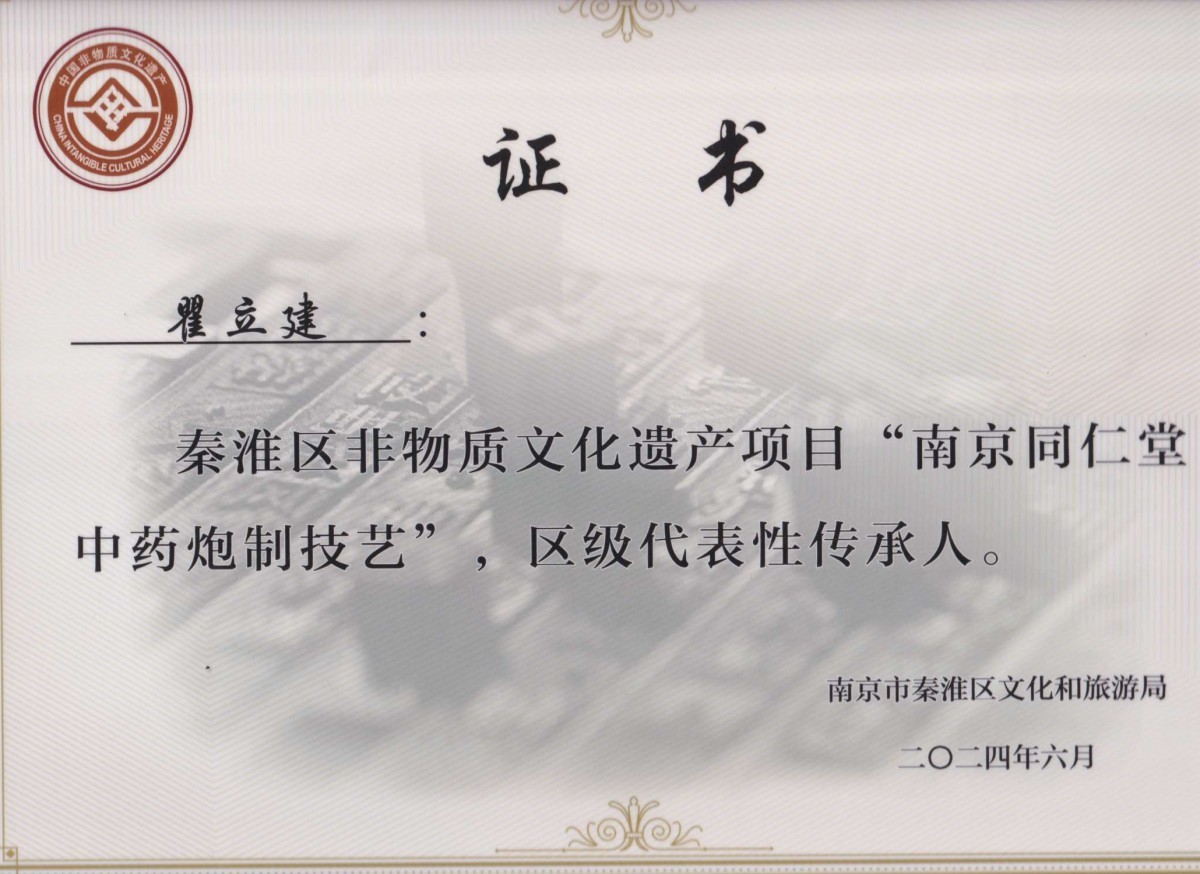 中国非物质文化遗产
CHINA INTANGIBLE CULTURAL HERITAGE
证 书
瞿立建：
秦淮区非物质文化遗产项目“南京同仁堂
中药炮制技艺”，区级代表性传承人。
南京市秦淮区文化和旅游局
二〇二四年六月